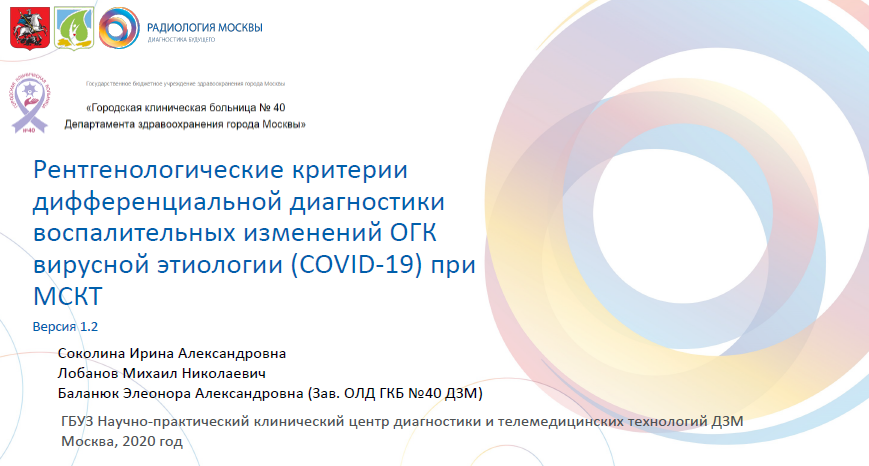 РАДИОЛОГИЯ МОСКВЫ
ДИАГНОСТИКА БУДУЩЕГО
Государственное бюджетное учреждение здравоохранения города Москвы
«Городская клиническая больница № 40
Департамента здравоохранения города Москвы»
№40
Рентгенологические критерии
дифференциальной диагностики
воспалительных изменений ОГК
вирусной этиологии (COVID-19) при
МСКТ
Версия 1.2
Соколина Ирина Александровна
Лобанов Михаил Николаевич
Баланюк Элеонора Александровна (Зав. ОЛД ГКБ №40 ДЗМ)
ГБУЗ Научно-практический клинический центр диагностики и телемедицинских технологий ДЗМ
Москва, 2020 год